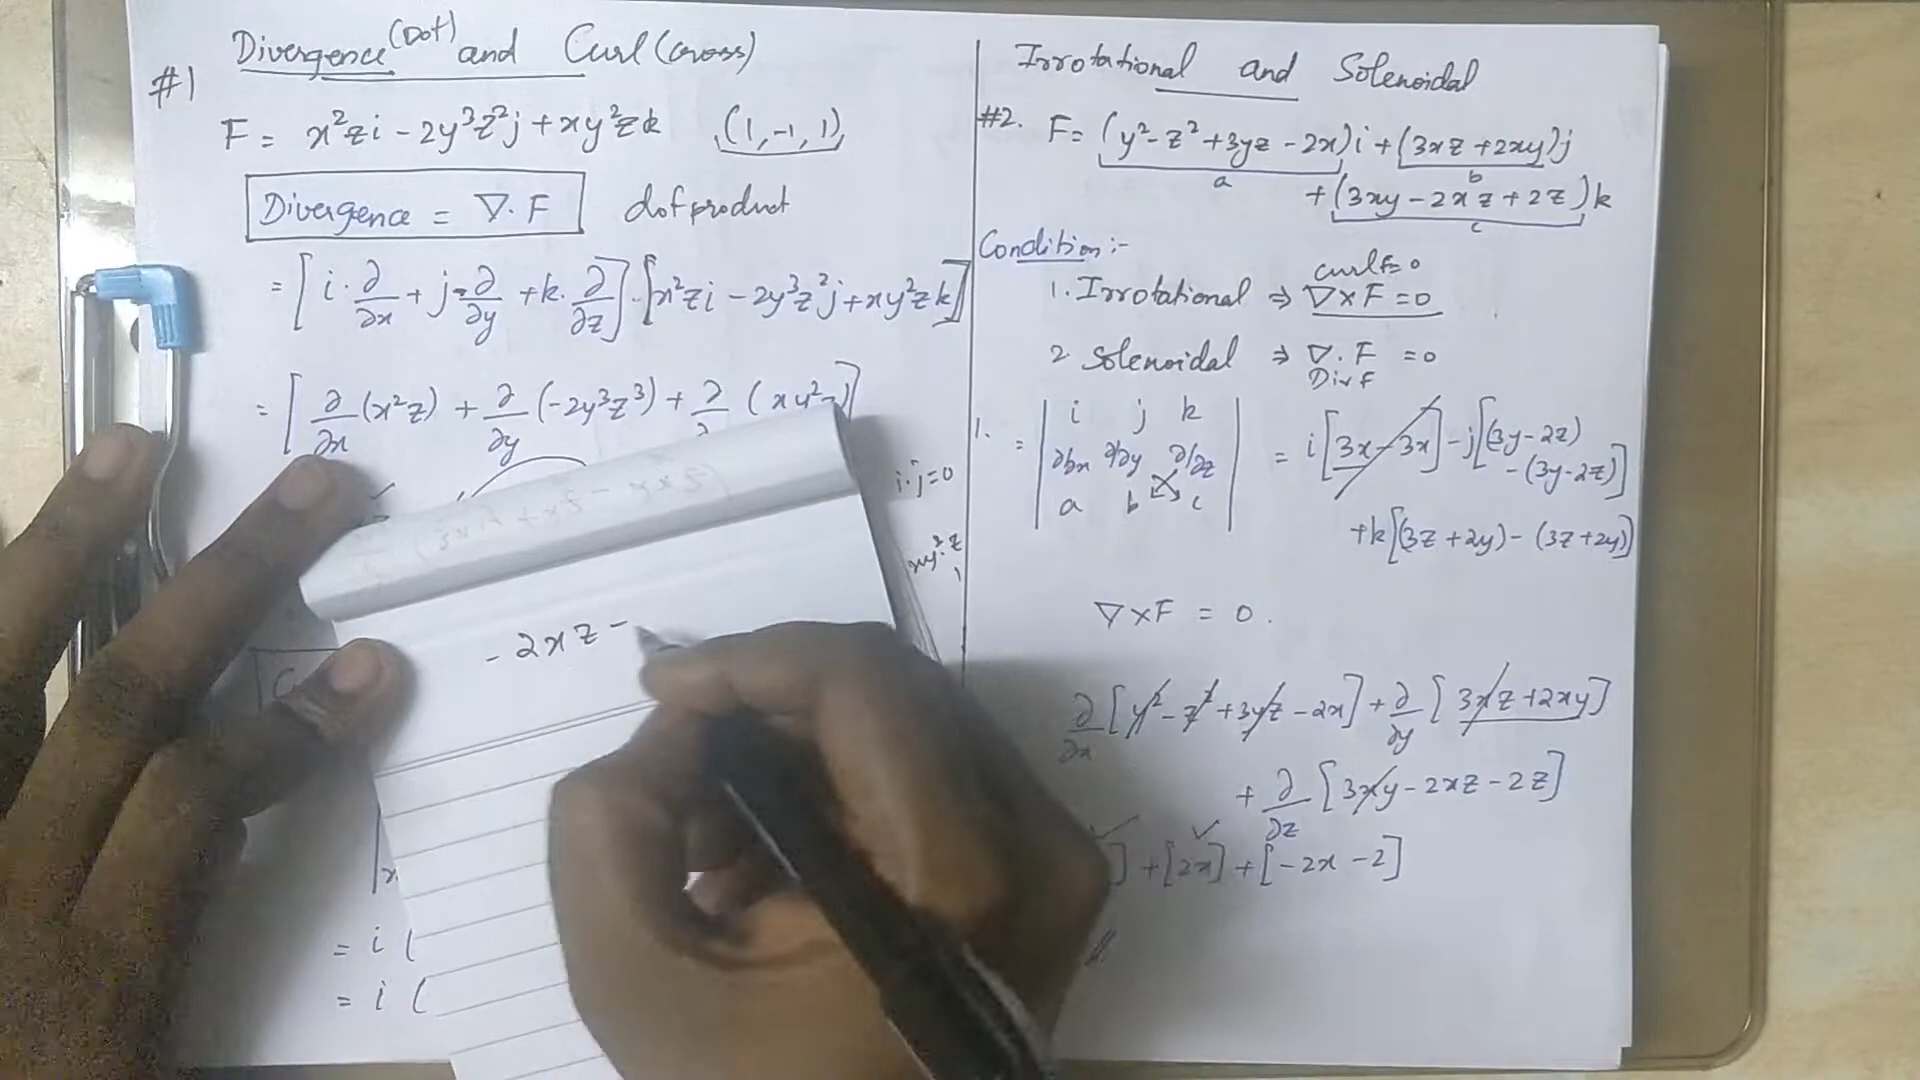 Divergence (Dot) and Curl (cross)
#1
F = x²zi - 2y³z²j + xy²zk (1, -1, 1)
Divergence = ∇.F dot product
= [i.∂/∂x + j.∂/∂y + k.∂/∂z].[x²zi - 2y³z²j + xy²zk]
= [∂/∂x (x²z) + ∂/∂y (-2y³z³) + ∂ (xy²z)]
i.j=0
xy².z
1
- 2xz -
= i (
= i (
Irrotational and Solenoidal
#2. F = (y²-z²+3yz-2x)i + (3xz+2xy)j
a b
+ (3xy-2xz+2z)k
c
Condition :-
curl F=0
1. Irrotational ⇒ ∇×F=0
2 Solenoidal ⇒ ∇.F =0
Div F
1. = | i j k | = i[3x-3x] - j[(3y-2z)
∂/∂x ∂/∂y ∂/∂z - (3y-2z)]
a b c
+k[(3z+2y)-(3z+2y)]
∇×F = 0.
∂/∂x [y²-z²+3yz-2x] + ∂/∂y [3xz+2xy]
+ ∂/∂z [3xy-2xz-2z]
] + [2x] + [-2x-2]